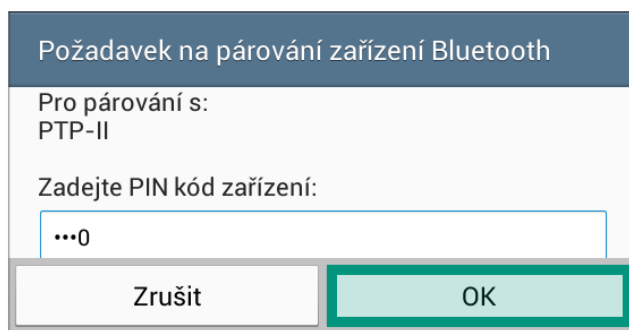 Požadavek na párování zařízení Bluetooth
Pro párování s:
PTP-II
Zadejte PIN kód zařízení:
•••0
Zrušit
OK